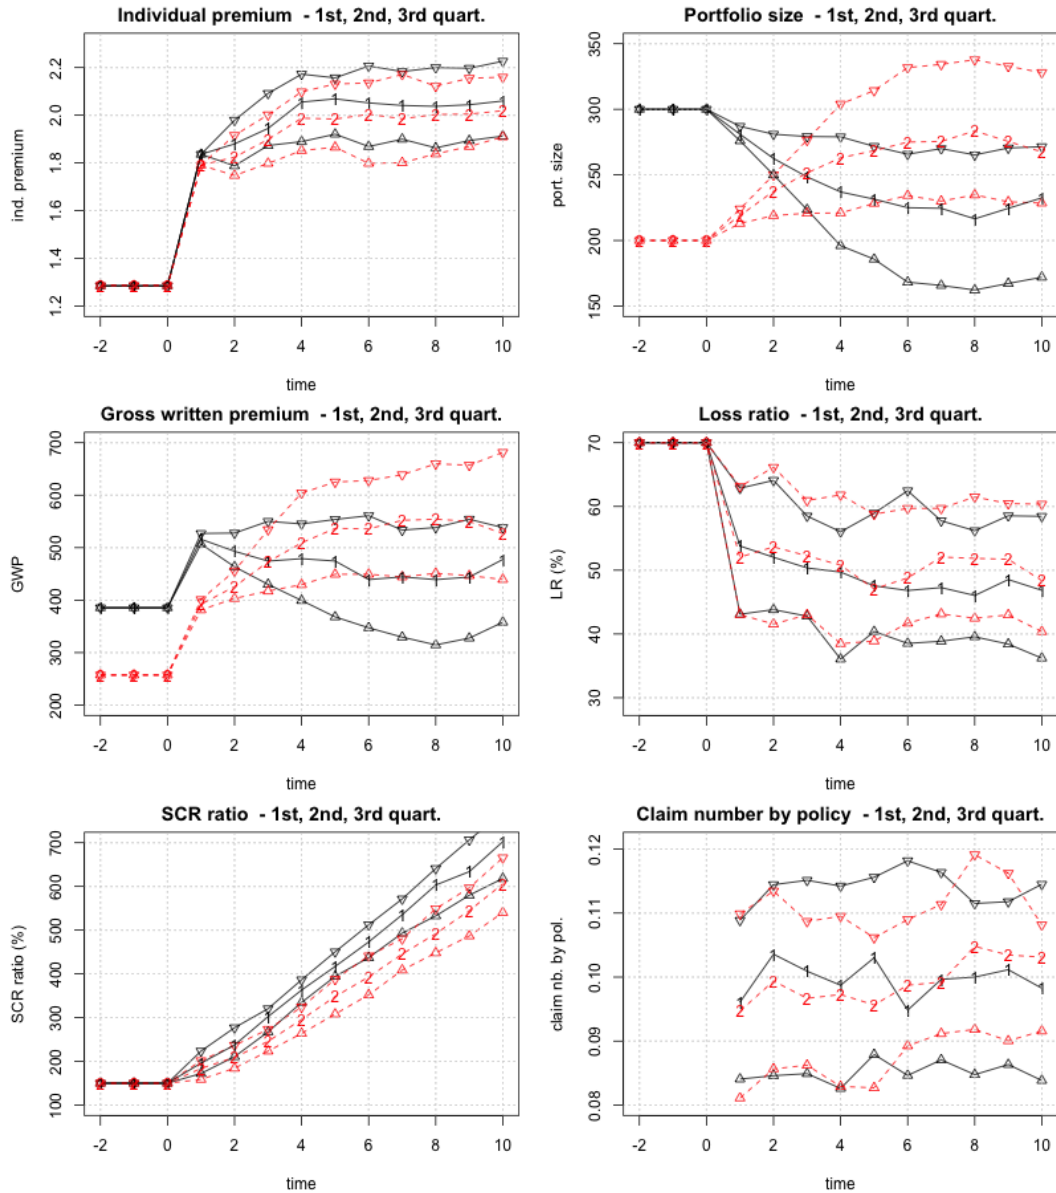 Individual premium - 1st, 2nd, 3rd quart.
ind. premium
2.2
2.0
1.8
1.6
1.4
1.2
-2 0 2 4 6 8 10
time
Portfolio size - 1st, 2nd, 3rd quart.
port. size
350
300
250
200
150
-2 0 2 4 6 8 10
time
Gross written premium - 1st, 2nd, 3rd quart.
GWP
700
600
500
400
300
200
-2 0 2 4 6 8 10
time
Loss ratio - 1st, 2nd, 3rd quart.
LR (%)
70
60
50
40
30
-2 0 2 4 6 8 10
time
SCR ratio - 1st, 2nd, 3rd quart.
SCR ratio (%)
700
600
500
400
300
200
100
-2 0 2 4 6 8 10
time
Claim number by policy - 1st, 2nd, 3rd quart.
claim nb. by pol.
0.12
0.11
0.10
0.09
0.08
-2 0 2 4 6 8 10
time